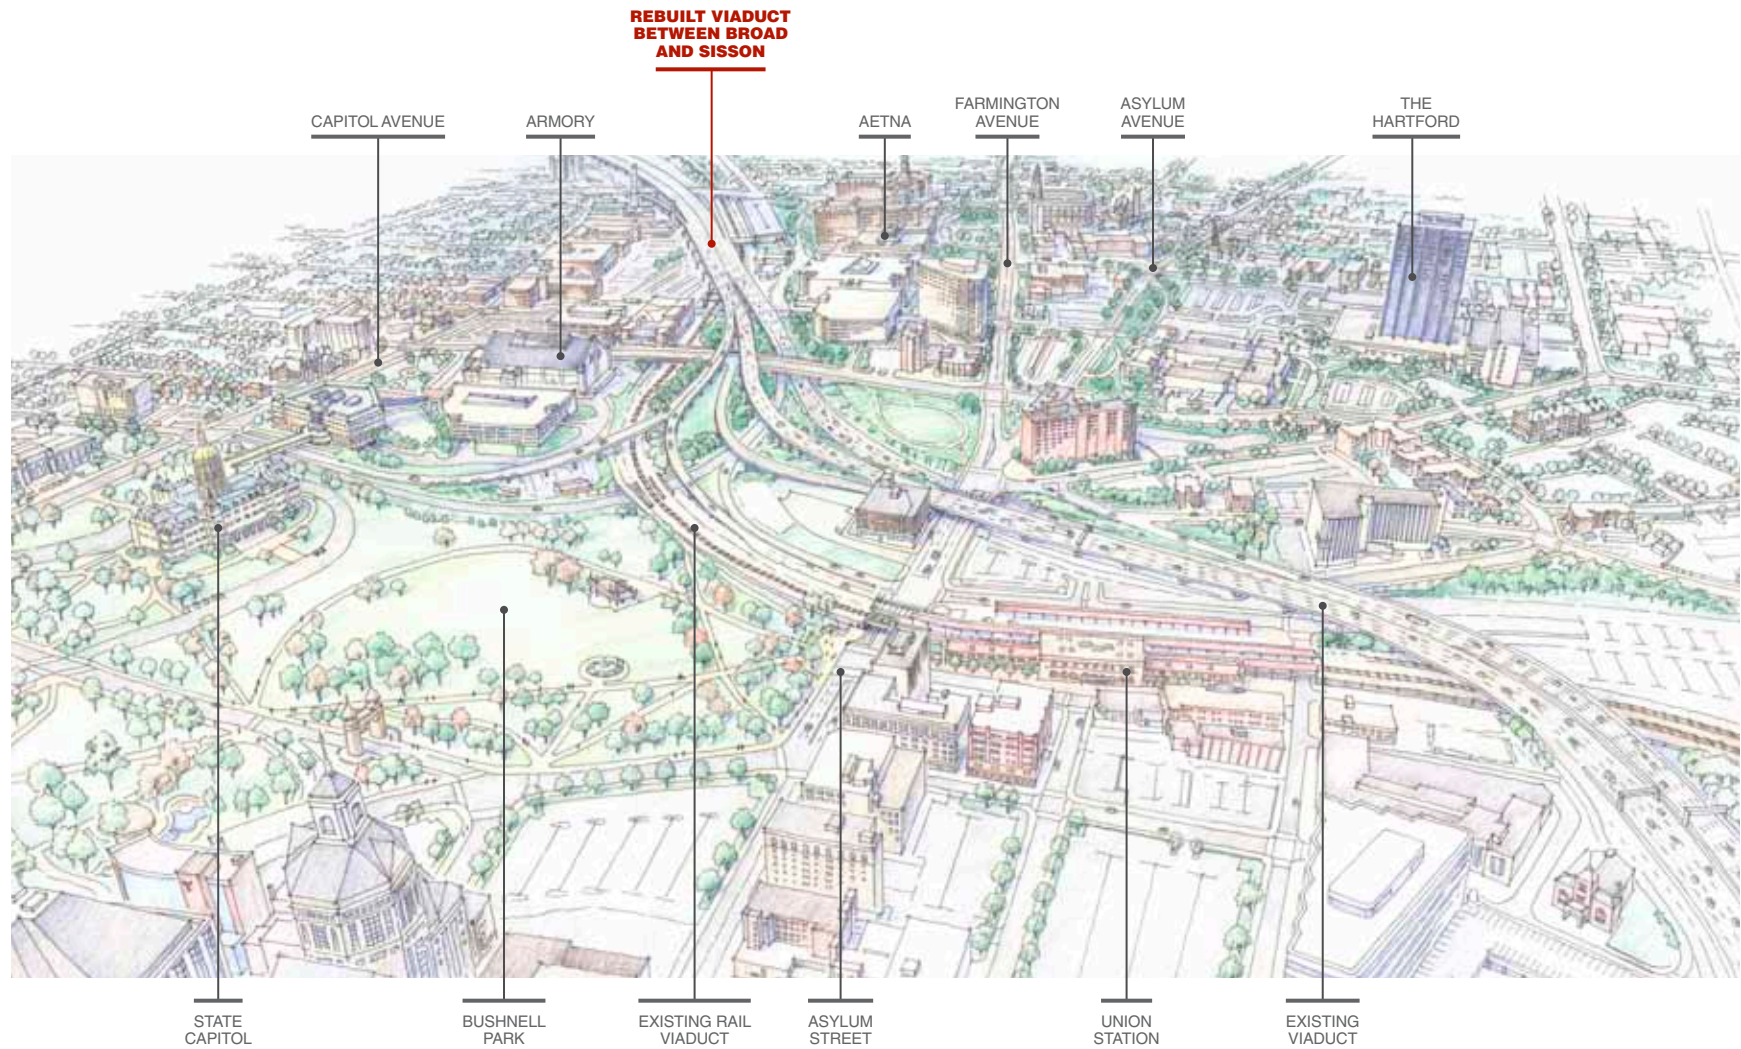 REBUILT VIADUCT
BETWEEN BROAD
AND SISSON
CAPITOL AVENUE
ARMORY
AETNA
FARMINGTON
AVENUE
ASYLUM
AVENUE
THE
HARTFORD
STATE
CAPITOL
BUSHNELL
PARK
EXISTING RAIL
VIADUCT
ASYLUM
STREET
UNION
STATION
EXISTING
VIADUCT